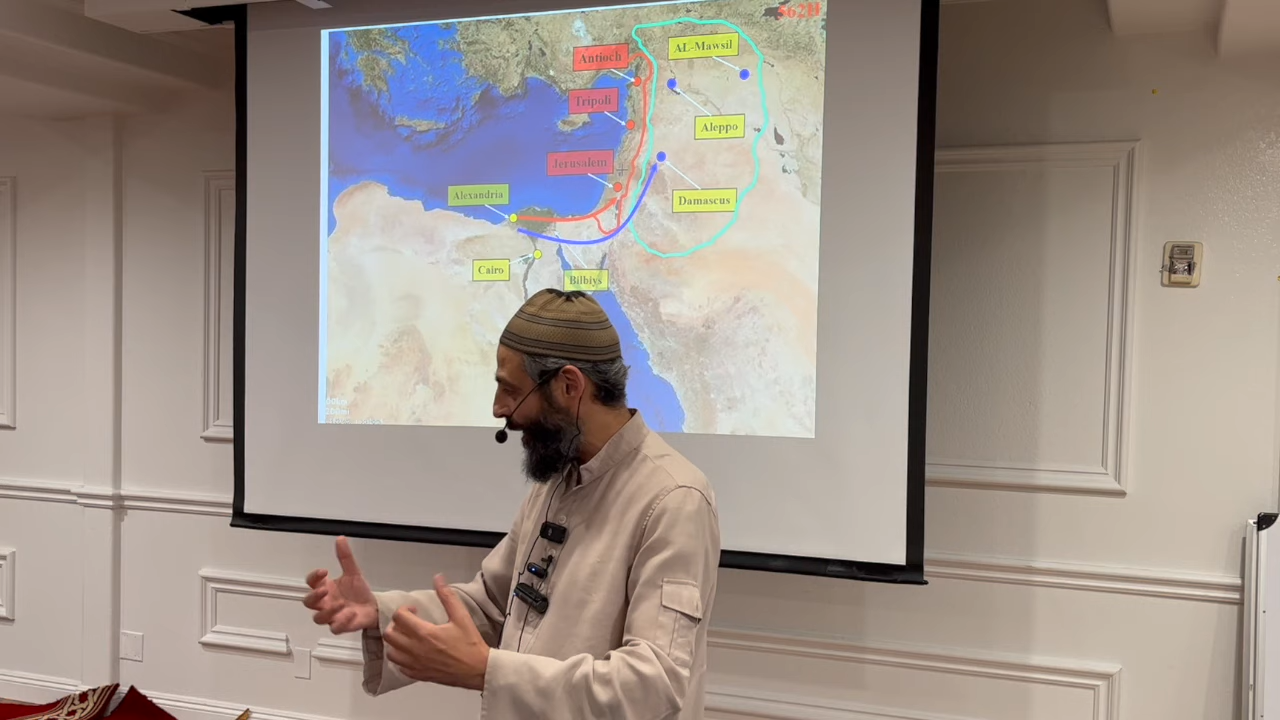 562H
Antioch
AL-Mawsil
Tripoli
Aleppo
Jerusalem
Alexandria
Damascus
Cairo
Bilbiys